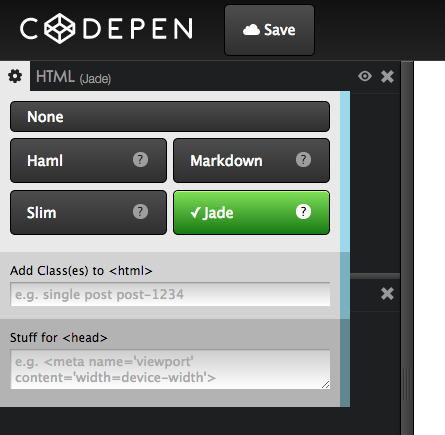 CODEPEN
Save
HTML (Jade)
None
Haml ?
Markdown ?
Slim ?
✓Jade ?
Add Class(es) to <html>
e.g. single post post-1234
Stuff for <head>
e.g. <meta name='viewport'
content='width=device-width'>